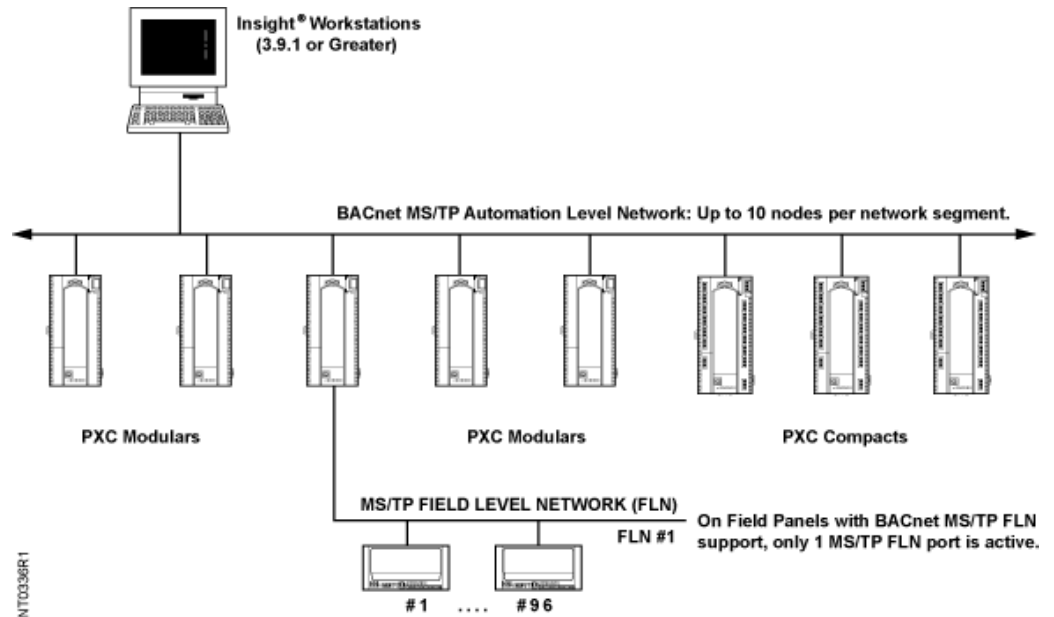 Insight® Workstations
(3.9.1 or Greater)
BACnet MS/TP Automation Level Network: Up to 10 nodes per network segment.
PXC Modulars
PXC Modulars
PXC Compacts
MS/TP FIELD LEVEL NETWORK (FLN)
FLN #1
On Field Panels with BACnet MS/TP FLN
support, only 1 MS/TP FLN port is active.
#1 .... #96
NT0336R1